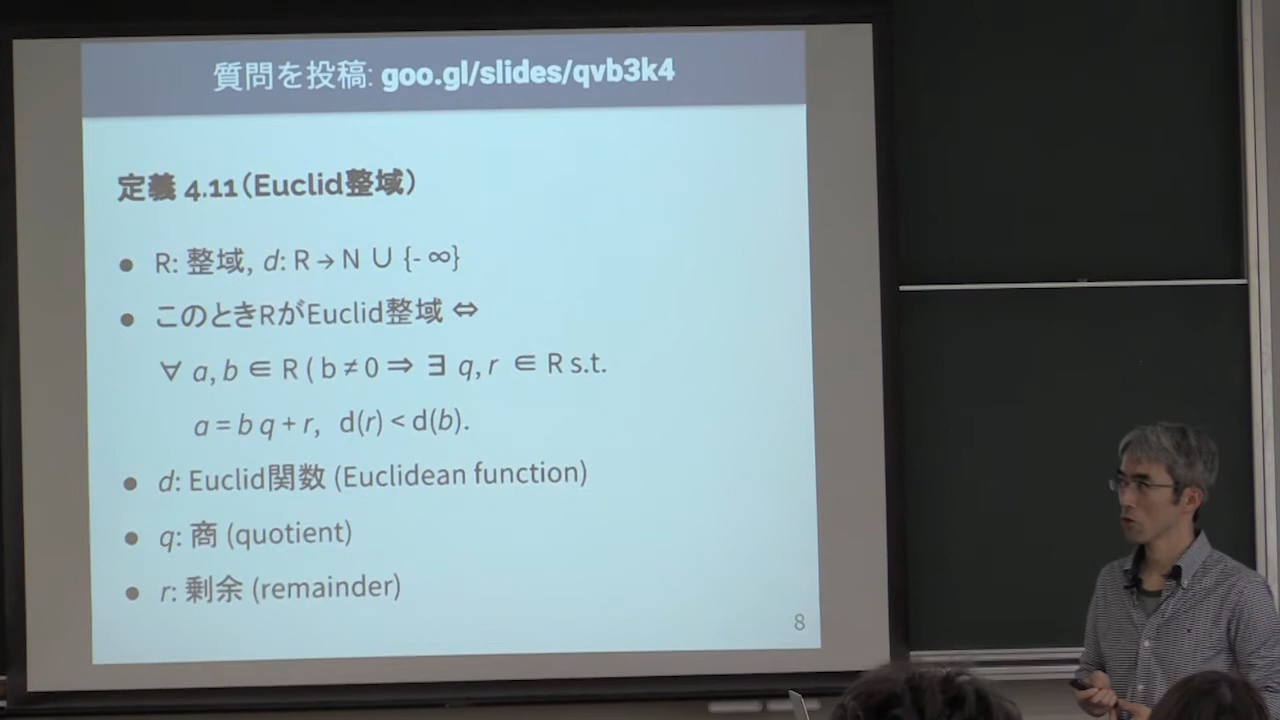 質問を投稿: goo.gl/slides/qvb3k4
定義 4.11(Euclid整域)
● R: 整域, d: R → N ∪ {- ∞}
● このときRがEuclid整域 ⇔
∀ a, b ∈ R ( b ≠ 0 ⇒ ∃ q, r ∈ R s.t.
a = b q + r, d(r) < d(b).
● d: Euclid関数 (Euclidean function)
● q: 商 (quotient)
● r: 剰余 (remainder)
8